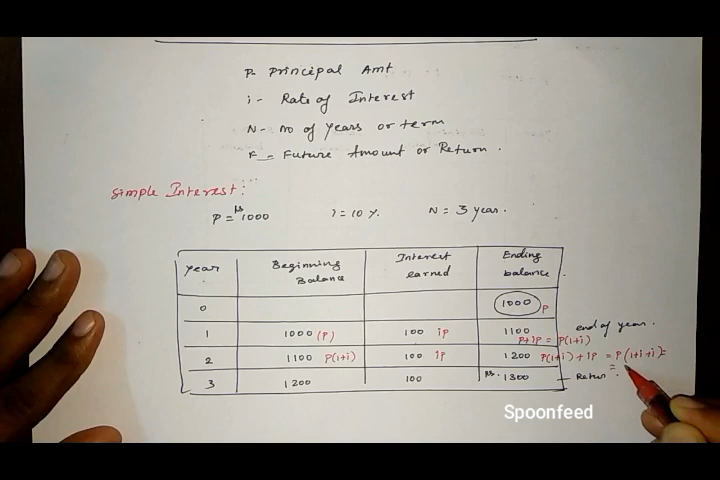 P- Principal Amt
i- Rate of Interest
N- no of years or term
F = Future Amount or Return.
Simple Interest:
P = Rs 1000 i = 10 %. N = 3 year.
year Beginning Balance Interest earned Ending balance.
0 1000 P
1 1000 (P) 100 iP 1100 end of year.
P+iP = P(1+i)
2 1100 P(1+i) 100 iP 1200 P(1+i) + iP = P(1+i+i) =
=
3 1200 100 Rs. 1300 — Retur .
Spoonfeed